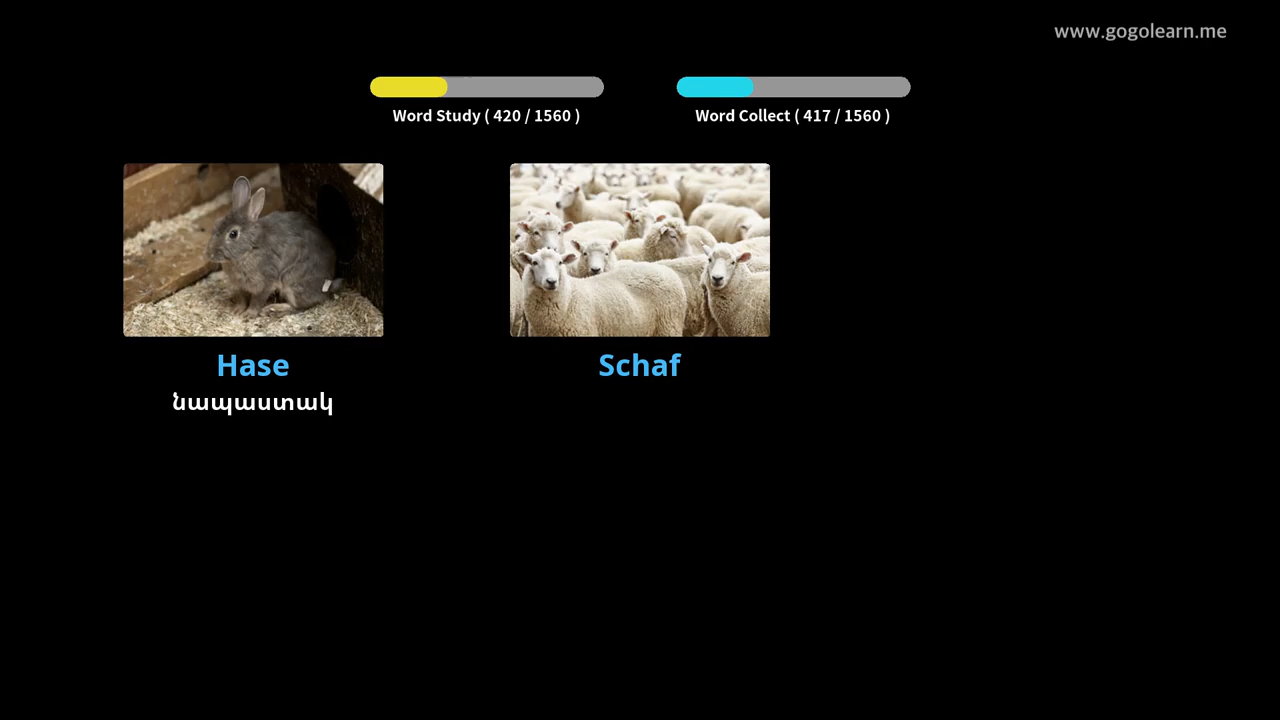 www.gogolearn.me
Word Study ( 420 / 1560 )
Word Collect ( 417 / 1560 )
Hase
նապաստակ
Schaf